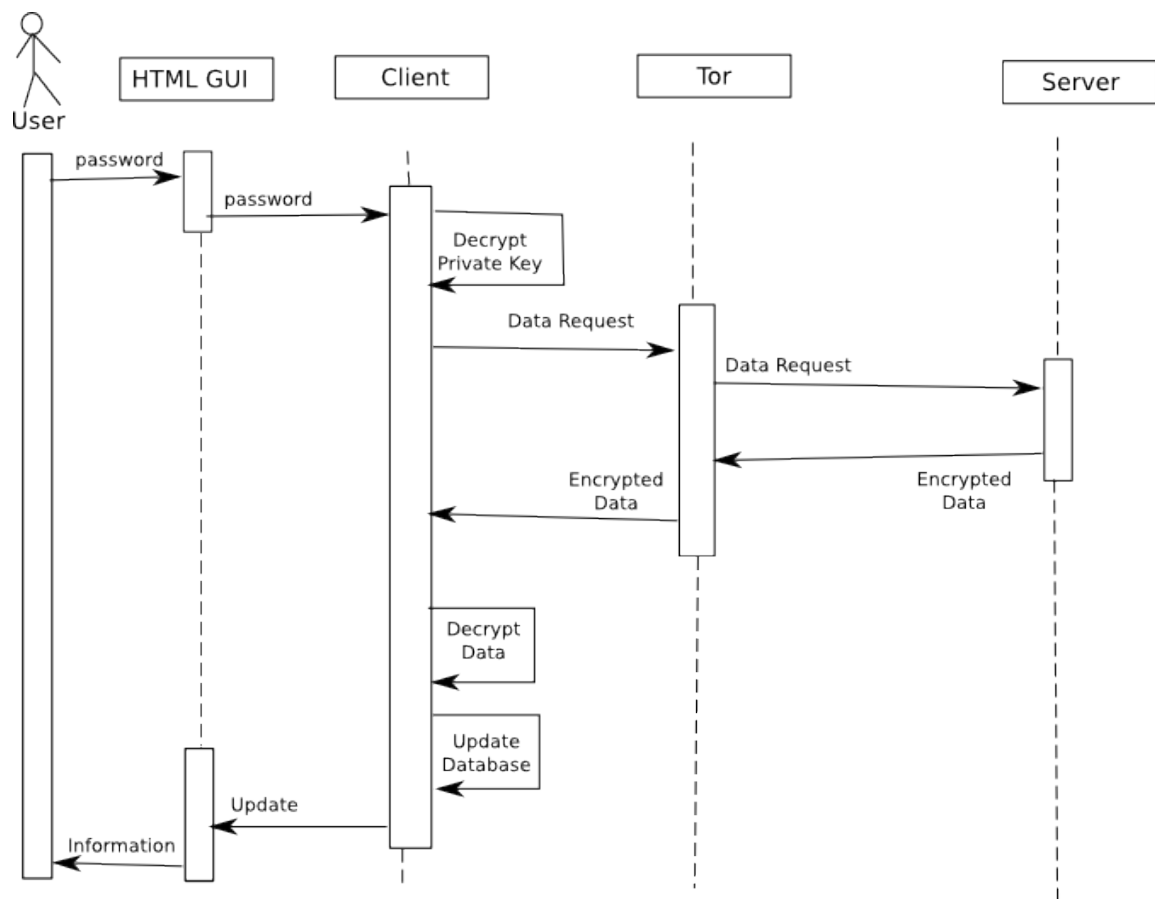 User
HTML GUI
Client
Tor
Server
password
password
Decrypt
Private Key
Data Request
Data Request
Encrypted
Data
Encrypted
Data
Decrypt
Data
Update
Database
Update
Information